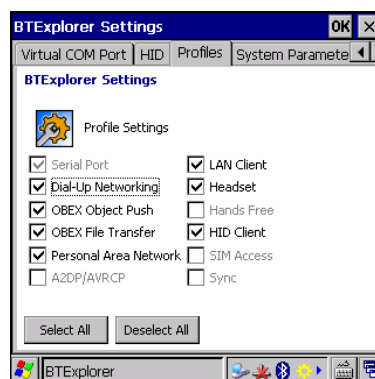 BTExplorer Settings OK
Virtual COM Port HID Profiles System Paramete
BTExplorer Settings
Profile Settings
Serial Port LAN Client
Dial-Up Networking Headset
OBEX Object Push Hands Free
OBEX File Transfer HID Client
Personal Area Network SIM Access
A2DP/AVRCP Sync
Select All Deselect All
BTExplorer